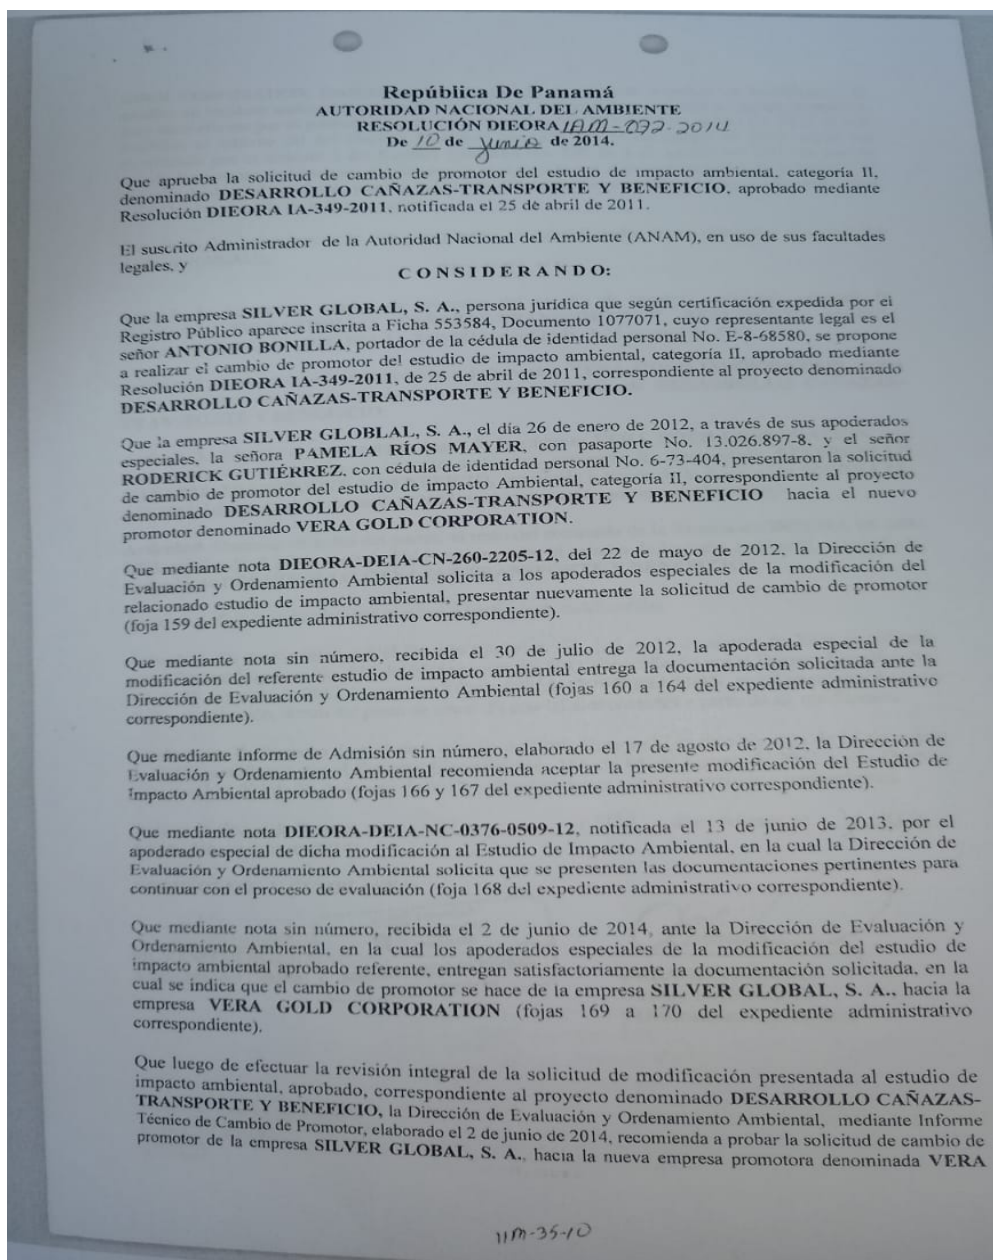 República De Panamá
AUTORIDAD NACIONAL DEL AMBIENTE
RESOLUCIÓN DIEORA IAM-092-2014
De 10 de Junio de 2014.
Que aprueba la solicitud de cambio de promotor del estudio de impacto ambiental, categoría II,
denominado DESARROLLO CAÑAZAS-TRANSPORTE Y BENEFICIO, aprobado mediante
Resolución DIEORA IA-349-2011, notificada el 25 de abril de 2011.
El suscrito Administrador de la Autoridad Nacional del Ambiente (ANAM), en uso de sus facultades
legales, y
CONSIDERANDO:
Que la empresa SILVER GLOBAL, S. A., persona jurídica que según certificación expedida por el
Registro Público aparece inscrita a Ficha 553584, Documento 1077071, cuyo representante legal es el
señor ANTONIO BONILLA, portador de la cédula de identidad personal No. E-8-68580, se propone
a realizar el cambio de promotor del estudio de impacto ambiental, categoría II, aprobado mediante
Resolución DIEORA IA-349-2011, de 25 de abril de 2011, correspondiente al proyecto denominado
DESARROLLO CAÑAZAS-TRANSPORTE Y BENEFICIO.
Que la empresa SILVER GLOBLAL, S. A., el día 26 de enero de 2012, a través de sus apoderados
especiales, la señora PAMELA RÍOS MAYER, con pasaporte No. 13.026.897-8, y el señor
RODERICK GUTIÉRREZ, con cédula de identidad personal No. 6-73-404, presentaron la solicitud
de cambio de promotor del estudio de impacto Ambiental, categoría II, correspondiente al proyecto
denominado DESARROLLO CAÑAZAS-TRANSPORTE Y BENEFICIO hacia el nuevo
promotor denominado VERA GOLD CORPORATION.
Que mediante nota DIEORA-DEIA-CN-260-2205-12, del 22 de mayo de 2012, la Dirección de
Evaluación y Ordenamiento Ambiental solicita a los apoderados especiales de la modificación del
relacionado estudio de impacto ambiental, presentar nuevamente la solicitud de cambio de promotor
(foja 159 del expediente administrativo correspondiente).
Que mediante nota sin número, recibida el 30 de julio de 2012, la apoderada especial de la
modificación del referente estudio de impacto ambiental entrega la documentación solicitada ante la
Dirección de Evaluación y Ordenamiento Ambiental (fojas 160 a 164 del expediente administrativo
correspondiente).
Que mediante Informe de Admisión sin número, elaborado el 17 de agosto de 2012, la Dirección de
Evaluación y Ordenamiento Ambiental recomienda aceptar la presente modificación del Estudio de
Impacto Ambiental aprobado (fojas 166 y 167 del expediente administrativo correspondiente).
Que mediante nota DIEORA-DEIA-NC-0376-0509-12, notificada el 13 de junio de 2013, por el
apoderado especial de dicha modificación al Estudio de Impacto Ambiental, en la cual la Dirección de
Evaluación y Ordenamiento Ambiental solicita que se presenten las documentaciones pertinentes para
continuar con el proceso de evaluación (foja 168 del expediente administrativo correspondiente).
Que mediante nota sin número, recibida el 2 de junio de 2014, ante la Dirección de Evaluación y
Ordenamiento Ambiental, en la cual los apoderados especiales de la modificación del estudio de
impacto ambiental aprobado referente, entregan satisfactoriamente la documentación solicitada, en la
cual se indica que el cambio de promotor se hace de la empresa SILVER GLOBAL, S. A., hacia la
empresa VERA GOLD CORPORATION (fojas 169 a 170 del expediente administrativo
correspondiente).
Que luego de efectuar la revisión integral de la solicitud de modificación presentada al estudio de
impacto ambiental, aprobado, correspondiente al proyecto denominado DESARROLLO CAÑAZAS-
TRANSPORTE Y BENEFICIO, la Dirección de Evaluación y Ordenamiento Ambiental, mediante Informe
Técnico de Cambio de Promotor, elaborado el 2 de junio de 2014, recomienda a probar la solicitud de cambio de
promotor de la empresa SILVER GLOBAL, S. A., hacia la nueva empresa promotora denominada VERA